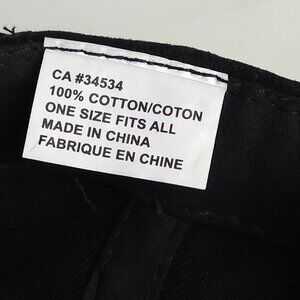 CA #34534
100% COTTON/COTON
ONE SIZE FITS ALL
MADE IN CHINA
FABRIQUE EN CHINE